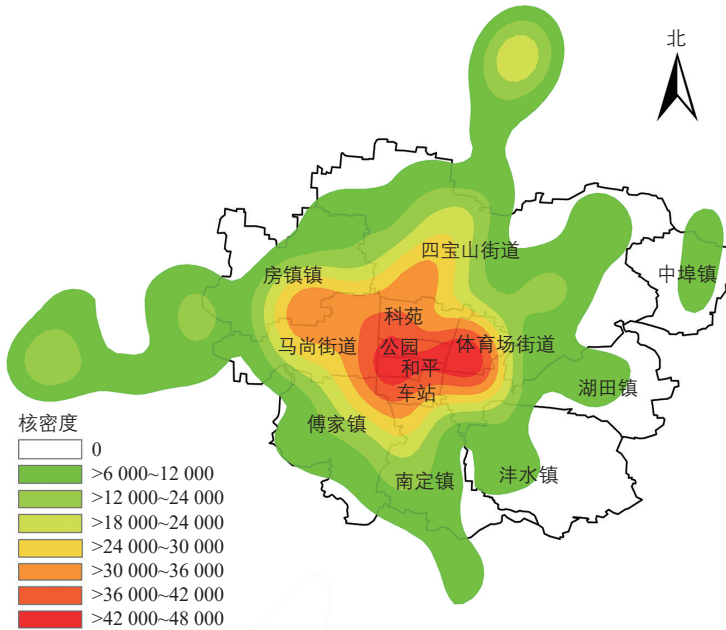 北
四宝山街道
房镇镇
中埠镇
科苑
马尚街道
公园
体育场街道
和平
车站
湖田镇
傅家镇
南定镇
沣水镇
核密度
0
>6 000~12 000
>12 000~24 000
>18 000~24 000
>24 000~30 000
>30 000~36 000
>36 000~42 000
>42 000~48 000